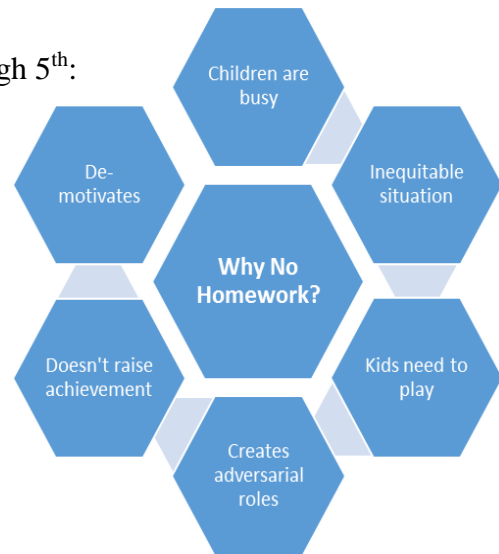 gh 5th:
Children are
busy
De-
motivates
Inequitable
situation
Why No
Homework?
Doesn't raise
achievement
Kids need to
play
Creates
adversarial
roles